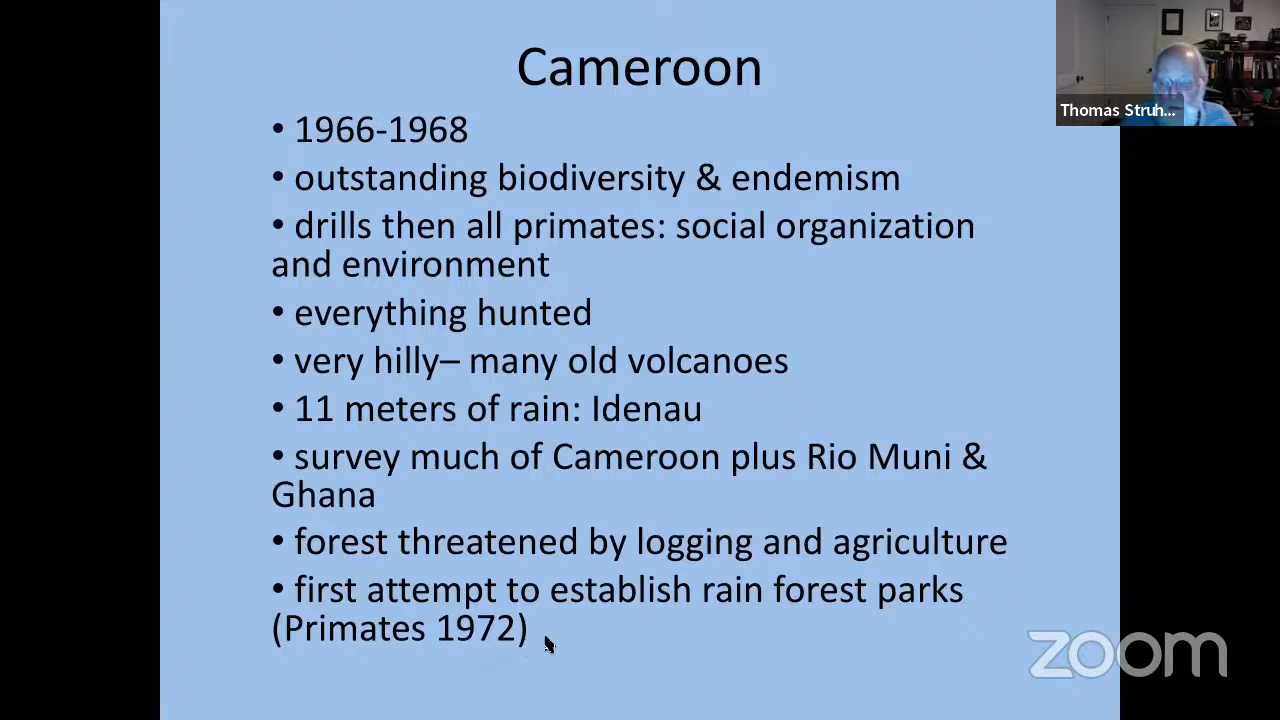 Cameroon
Thomas Struh...
• 1966-1968
• outstanding biodiversity & endemism
• drills then all primates: social organization
and environment
• everything hunted
• very hilly– many old volcanoes
• 11 meters of rain: Idenau
• survey much of Cameroon plus Rio Muni &
Ghana
• forest threatened by logging and agriculture
• first attempt to establish rain forest parks
(Primates 1972)
zoom